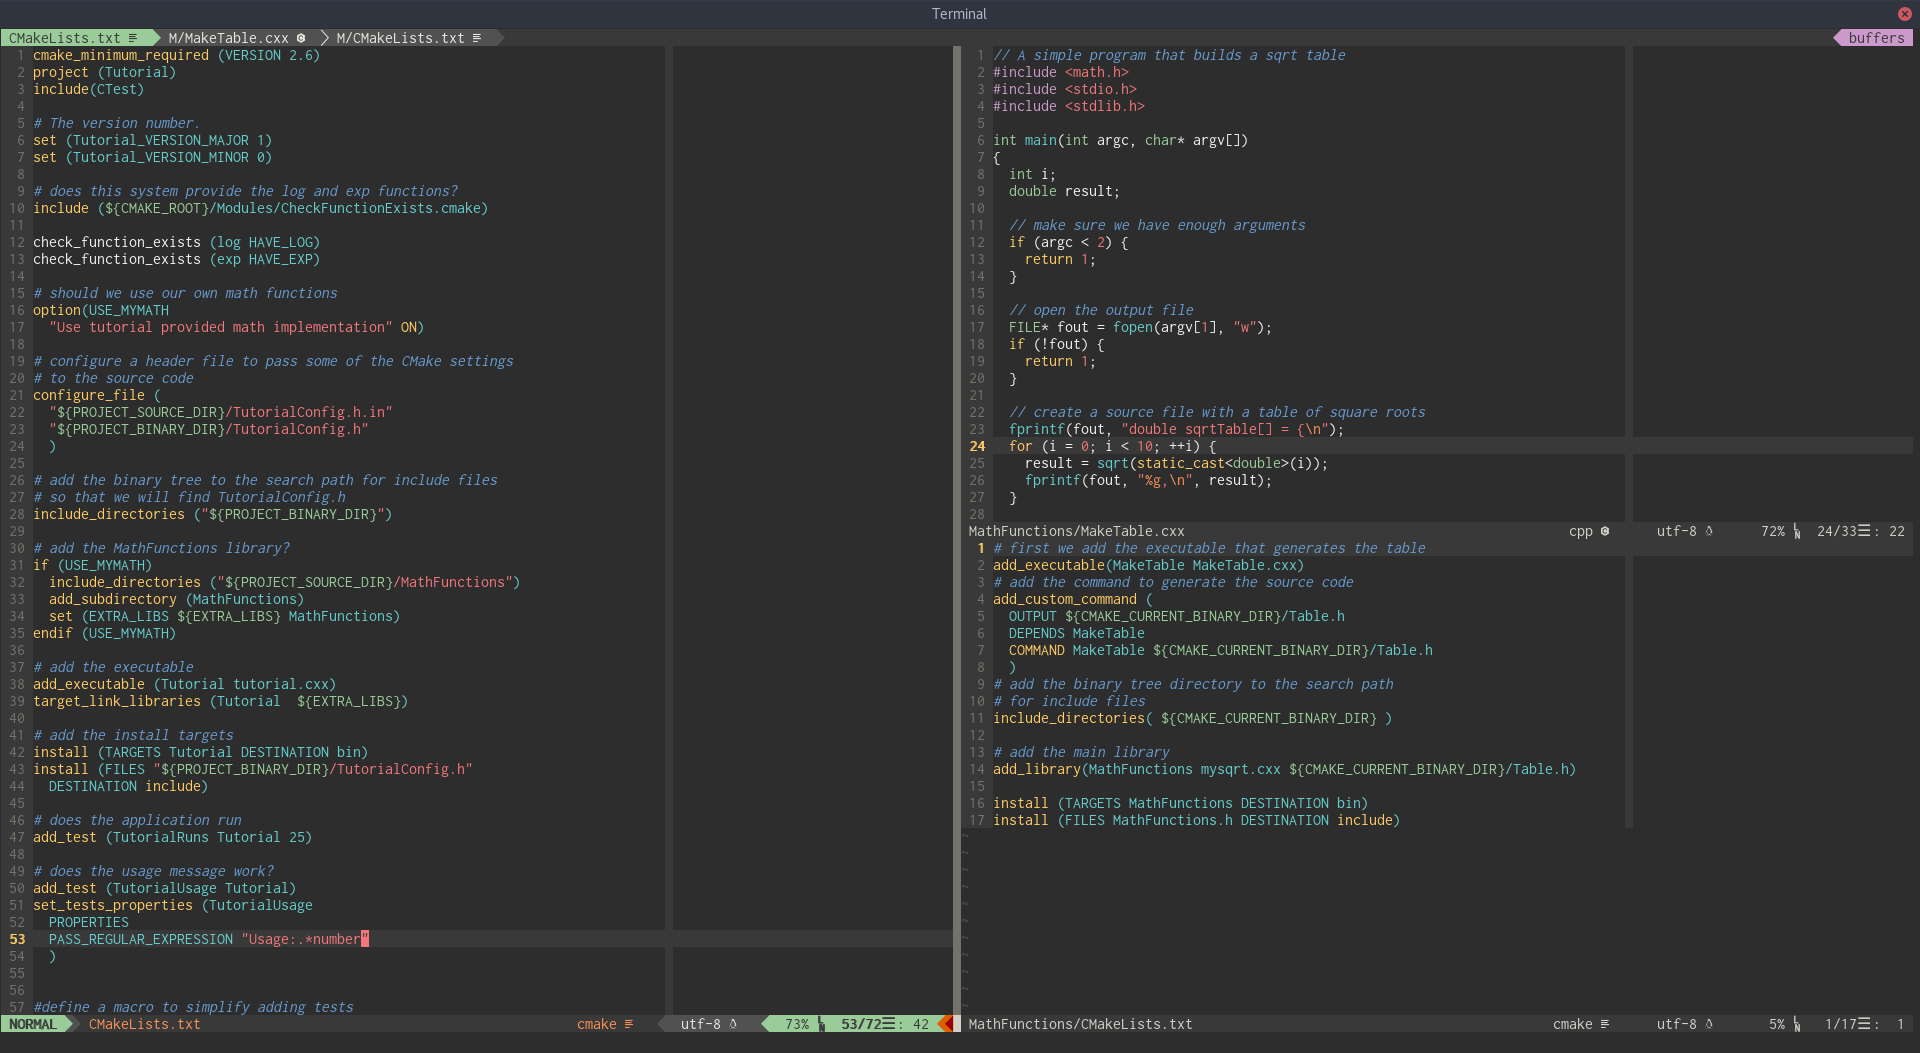 Terminal
CMakeLists.txt M/MakeTable.cxx M/CMakeLists.txt buffers
1 cmake_minimum_required (VERSION 2.6)
2 project (Tutorial)
3 include(CTest)
4
5 # The version number.
6 set (Tutorial_VERSION_MAJOR 1)
7 set (Tutorial_VERSION_MINOR 0)
8
9 # does this system provide the log and exp functions?
10 include (${CMAKE_ROOT}/Modules/CheckFunctionExists.cmake)
11
12 check_function_exists (log HAVE_LOG)
13 check_function_exists (exp HAVE_EXP)
14
15 # should we use our own math functions
16 option(USE_MYMATH
17   "Use tutorial provided math implementation" ON)
18
19 # configure a header file to pass some of the CMake settings
20 # to the source code
21 configure_file (
22   "${PROJECT_SOURCE_DIR}/TutorialConfig.h.in"
23   "${PROJECT_BINARY_DIR}/TutorialConfig.h"
24   )
25
26 # add the binary tree to the search path for include files
27 # so that we will find TutorialConfig.h
28 include_directories ("${PROJECT_BINARY_DIR}")
29
30 # add the MathFunctions library?
31 if (USE_MYMATH)
32   include_directories ("${PROJECT_SOURCE_DIR}/MathFunctions")
33   add_subdirectory (MathFunctions)
34   set (EXTRA_LIBS ${EXTRA_LIBS} MathFunctions)
35 endif (USE_MYMATH)
36
37 # add the executable
38 add_executable (Tutorial tutorial.cxx)
39 target_link_libraries (Tutorial  ${EXTRA_LIBS})
40
41 # add the install targets
42 install (TARGETS Tutorial DESTINATION bin)
43 install (FILES "${PROJECT_BINARY_DIR}/TutorialConfig.h"
44   DESTINATION include)
45
46 # does the application run
47 add_test (TutorialRuns Tutorial 25)
48
49 # does the usage message work?
50 add_test (TutorialUsage Tutorial)
51 set_tests_properties (TutorialUsage
52   PROPERTIES
53   PASS_REGULAR_EXPRESSION "Usage:.*number"
54   )
55
56
57 #define a macro to simplify adding tests
NORMAL CMakeLists.txt cmake utf-8 73% 53/72☰: 42
1 // A simple program that builds a sqrt table
2 #include <math.h>
3 #include <stdio.h>
4 #include <stdlib.h>
5
6 int main(int argc, char* argv[])
7 {
8   int i;
9   double result;
10
11   // make sure we have enough arguments
12   if (argc < 2) {
13     return 1;
14   }
15
16   // open the output file
17   FILE* fout = fopen(argv[1], "w");
18   if (!fout) {
19     return 1;
20   }
21
22   // create a source file with a table of square roots
23   fprintf(fout, "double sqrtTable[] = {\n");
24   for (i = 0; i < 10; ++i) {
25     result = sqrt(static_cast<double>(i));
26     fprintf(fout, "%g,\n", result);
27   }
28
MathFunctions/MakeTable.cxx cpp utf-8 72% 24/33☰: 22
1 # first we add the executable that generates the table
2 add_executable(MakeTable MakeTable.cxx)
3 # add the command to generate the source code
4 add_custom_command (
5   OUTPUT ${CMAKE_CURRENT_BINARY_DIR}/Table.h
6   DEPENDS MakeTable
7   COMMAND MakeTable ${CMAKE_CURRENT_BINARY_DIR}/Table.h
8   )
9 # add the binary tree directory to the search path
10 # for include files
11 include_directories( ${CMAKE_CURRENT_BINARY_DIR} )
12
13 # add the main library
14 add_library(MathFunctions mysqrt.cxx ${CMAKE_CURRENT_BINARY_DIR}/Table.h)
15
16 install (TARGETS MathFunctions DESTINATION bin)
17 install (FILES MathFunctions.h DESTINATION include)
~
~
~
~
~
~
~
~
~
~
~
MathFunctions/CMakeLists.txt cmake utf-8 5% 1/17☰: 1